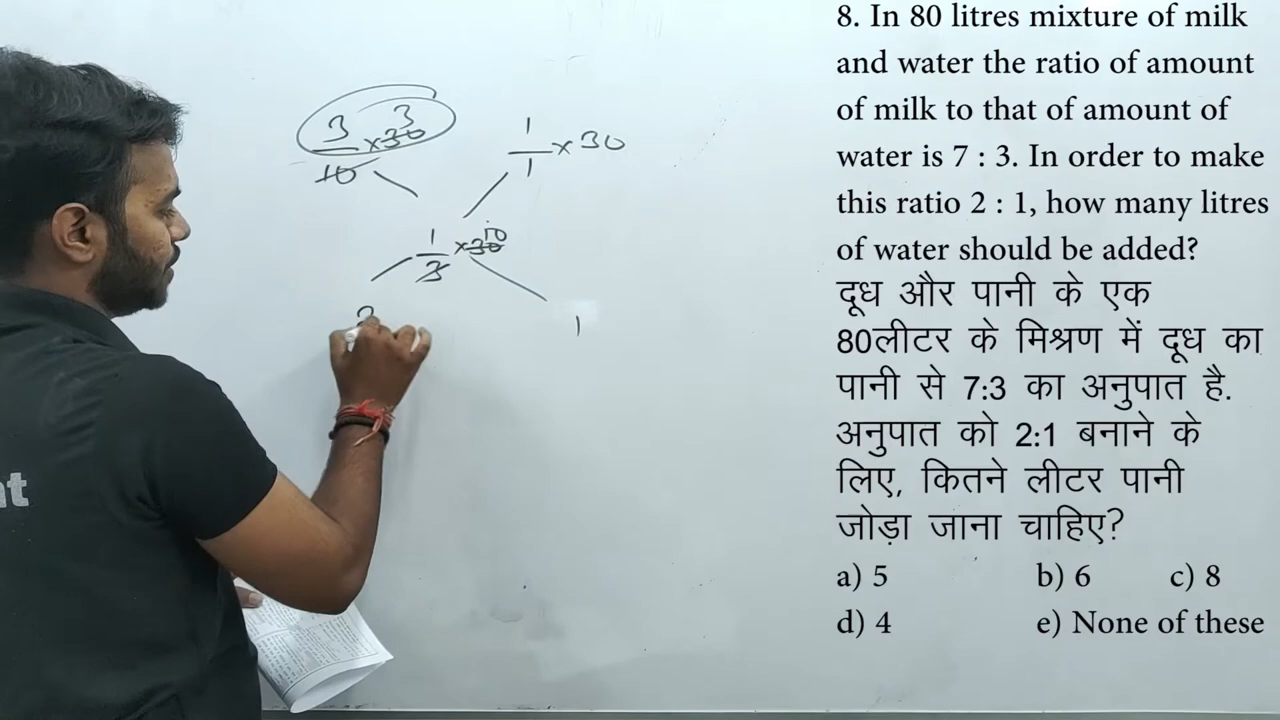 8. In 80 litres mixture of milk
and water the ratio of amount
of milk to that of amount of
water is 7 : 3. In order to make
this ratio 2 : 1, how many litres
of water should be added?
दूध और पानी के एक
80लीटर के मिश्रण में दूध का
पानी से 7:3 का अनुपात है.
अनुपात को 2:1 बनाने के
लिए, कितने लीटर पानी
जोड़ा जाना चाहिए?
a) 5 b) 6 c) 8
d) 4 e) None of these
3/10 × 30 3
1/1 × 30
1/3 × 30 10
1